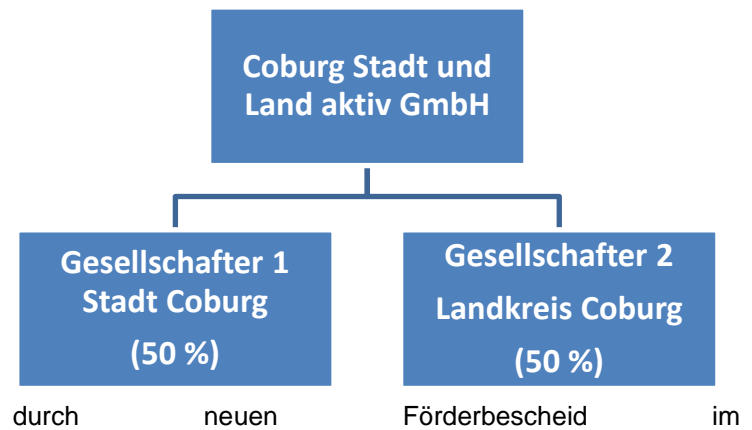 Coburg Stadt und
Land aktiv GmbH
Gesellschafter 1
Stadt Coburg
(50 %)
Gesellschafter 2
Landkreis Coburg
(50 %)
durch neuen Förderbescheid im